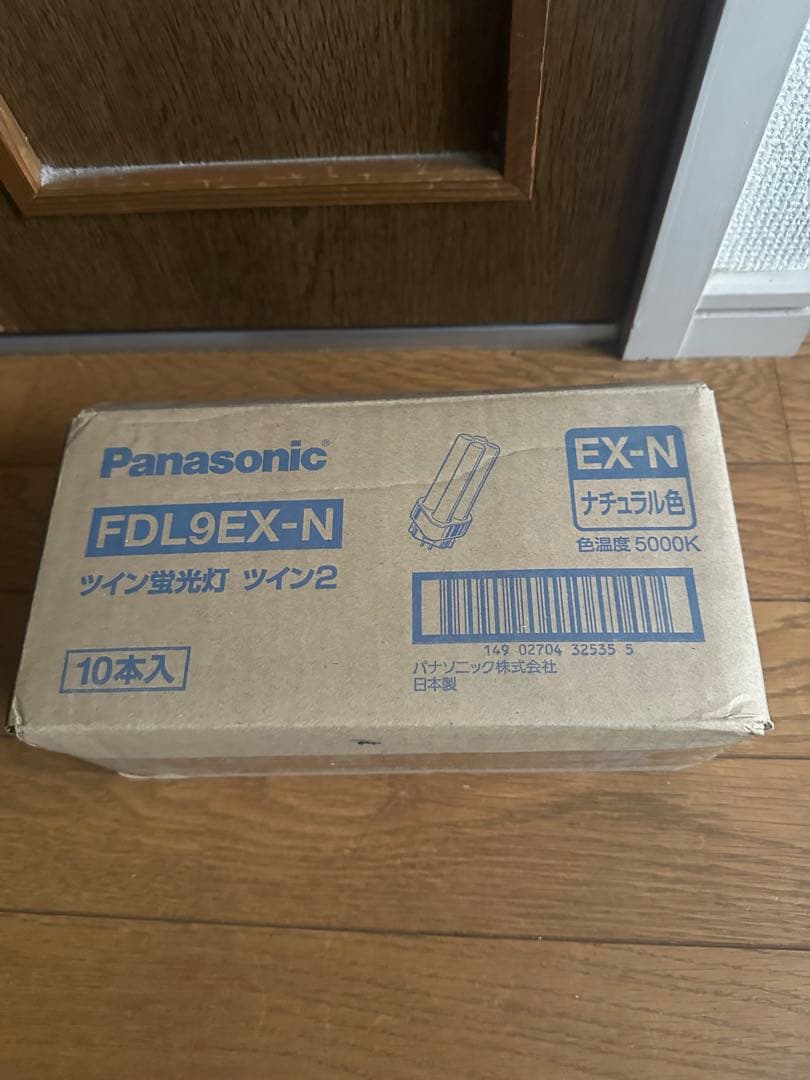 Panasonic®
FDL9EX-N
ツイン蛍光灯 ツイン2
10本入
EX-N
ナチュラル色
色温度 5000K
149 02704 32535 5
パナソニック株式会社
日本製